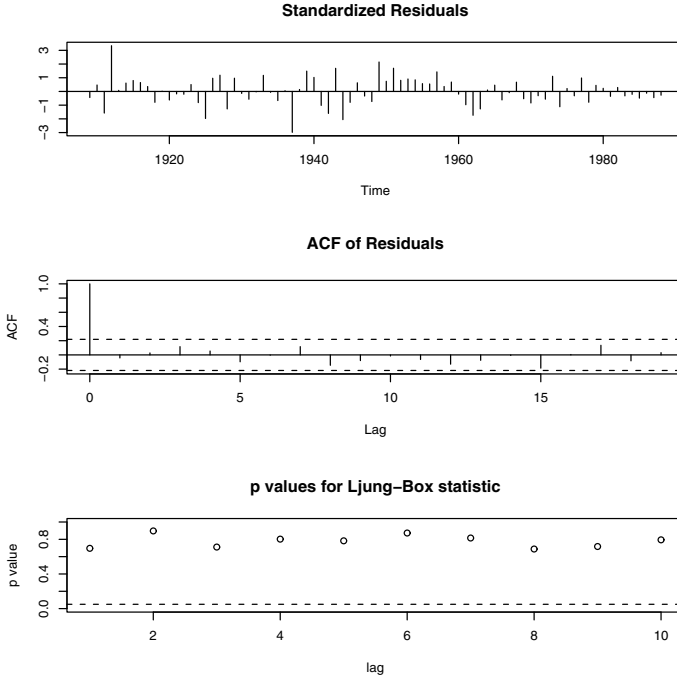 Standardized Residuals
3
1
−1
−3
1920 1940 1960 1980
Time
ACF of Residuals
ACF
1.0
0.4
−0.2
0 5 10 15
Lag
p values for Ljung−Box statistic
p value
0.8
0.4
0.0
2 4 6 8 10
lag